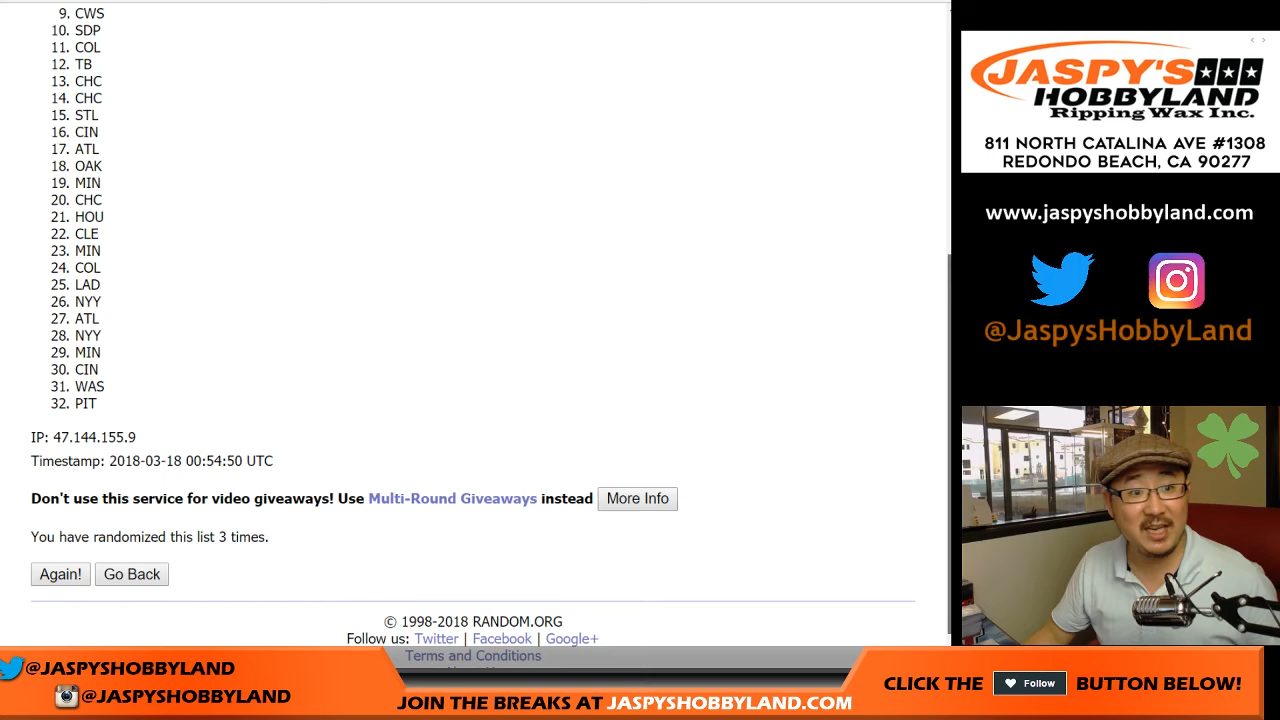 9. CWS
10. SDP
11. COL
12. TB
13. CHC
14. CHC
15. STL
16. CIN
17. ATL
18. OAK
19. MIN
20. CHC
21. HOU
22. CLE
23. MIN
24. COL
25. LAD
26. NYY
27. ATL
28. NYY
29. MIN
30. CIN
31. WAS
32. PIT
IP: 47.144.155.9
Timestamp: 2018-03-18 00:54:50 UTC
Don't use this service for video giveaways! Use Multi-Round Giveaways instead More Info
You have randomized this list 3 times.
Again! Go Back
© 1998-2018 RANDOM.ORG
Follow us: Twitter | Facebook | Google+
Terms and Conditions
JASPY'S
HOBBYLAND
Ripping Wax Inc.
811 NORTH CATALINA AVE #1308
REDONDO BEACH, CA 90277
www.jaspyshobbyland.com
@JaspysHobbyLand
@JASPYSHOBBYLAND
@JASPYSHOBBYLAND
JOIN THE BREAKS AT JASPYSHOBBYLAND.COM
CLICK THE Follow BUTTON BELOW!